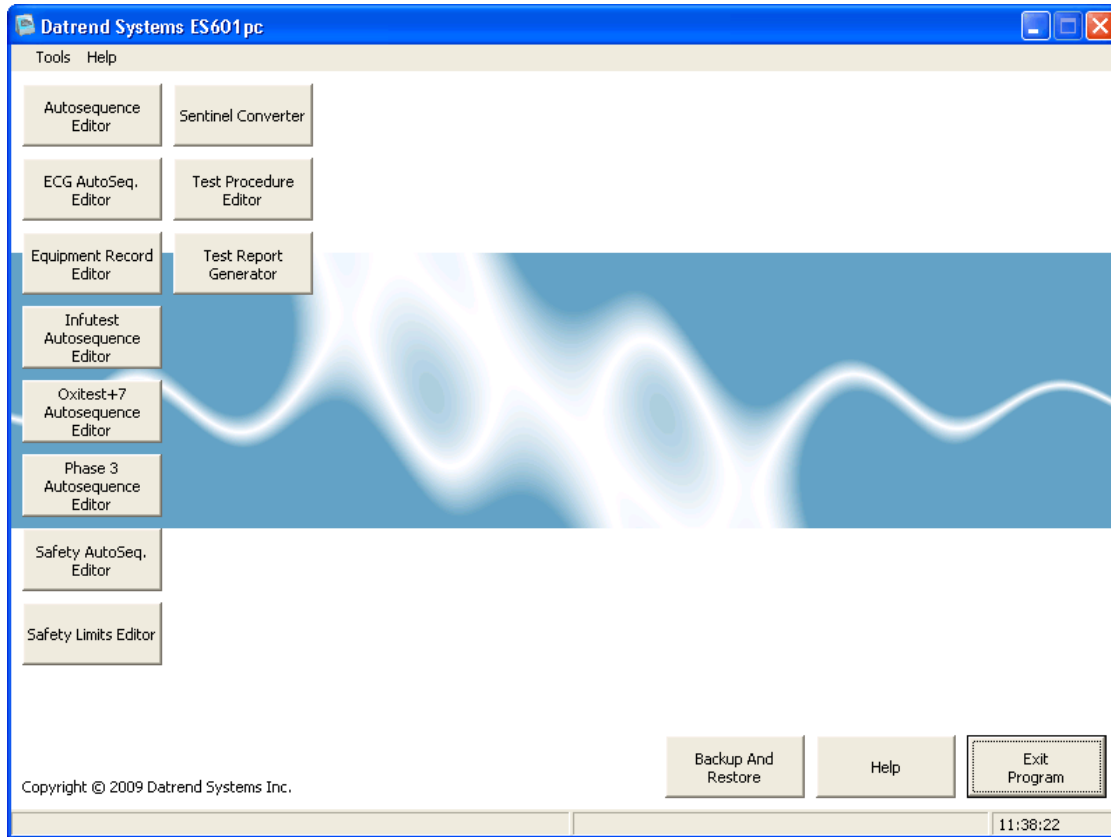 Datrend Systems ES601pc
Tools Help
Autosequence
Editor
Sentinel Converter
ECG AutoSeq.
Editor
Test Procedure
Editor
Equipment Record
Editor
Test Report
Generator
Infutest
Autosequence
Editor
Oxitest+7
Autosequence
Editor
Phase 3
Autosequence
Editor
Safety AutoSeq.
Editor
Safety Limits Editor
Backup And
Restore
Help
Exit
Program
Copyright © 2009 Datrend Systems Inc.
11:38:22